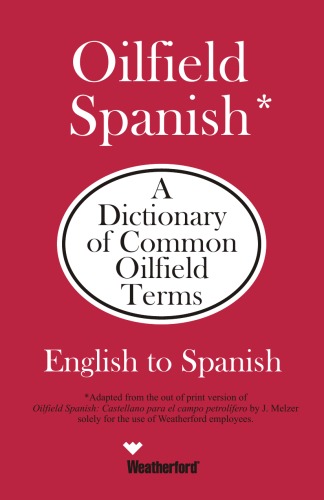 Oilfield
Spanish*
A
Dictionary
of Common
Oilfield
Terms
English to Spanish
*Adapted from the out of print version of
Oilfield Spanish: Castellano para el campo petrolífero by J. Melzer
solely for the use of Weatherford employees.
Weatherford®